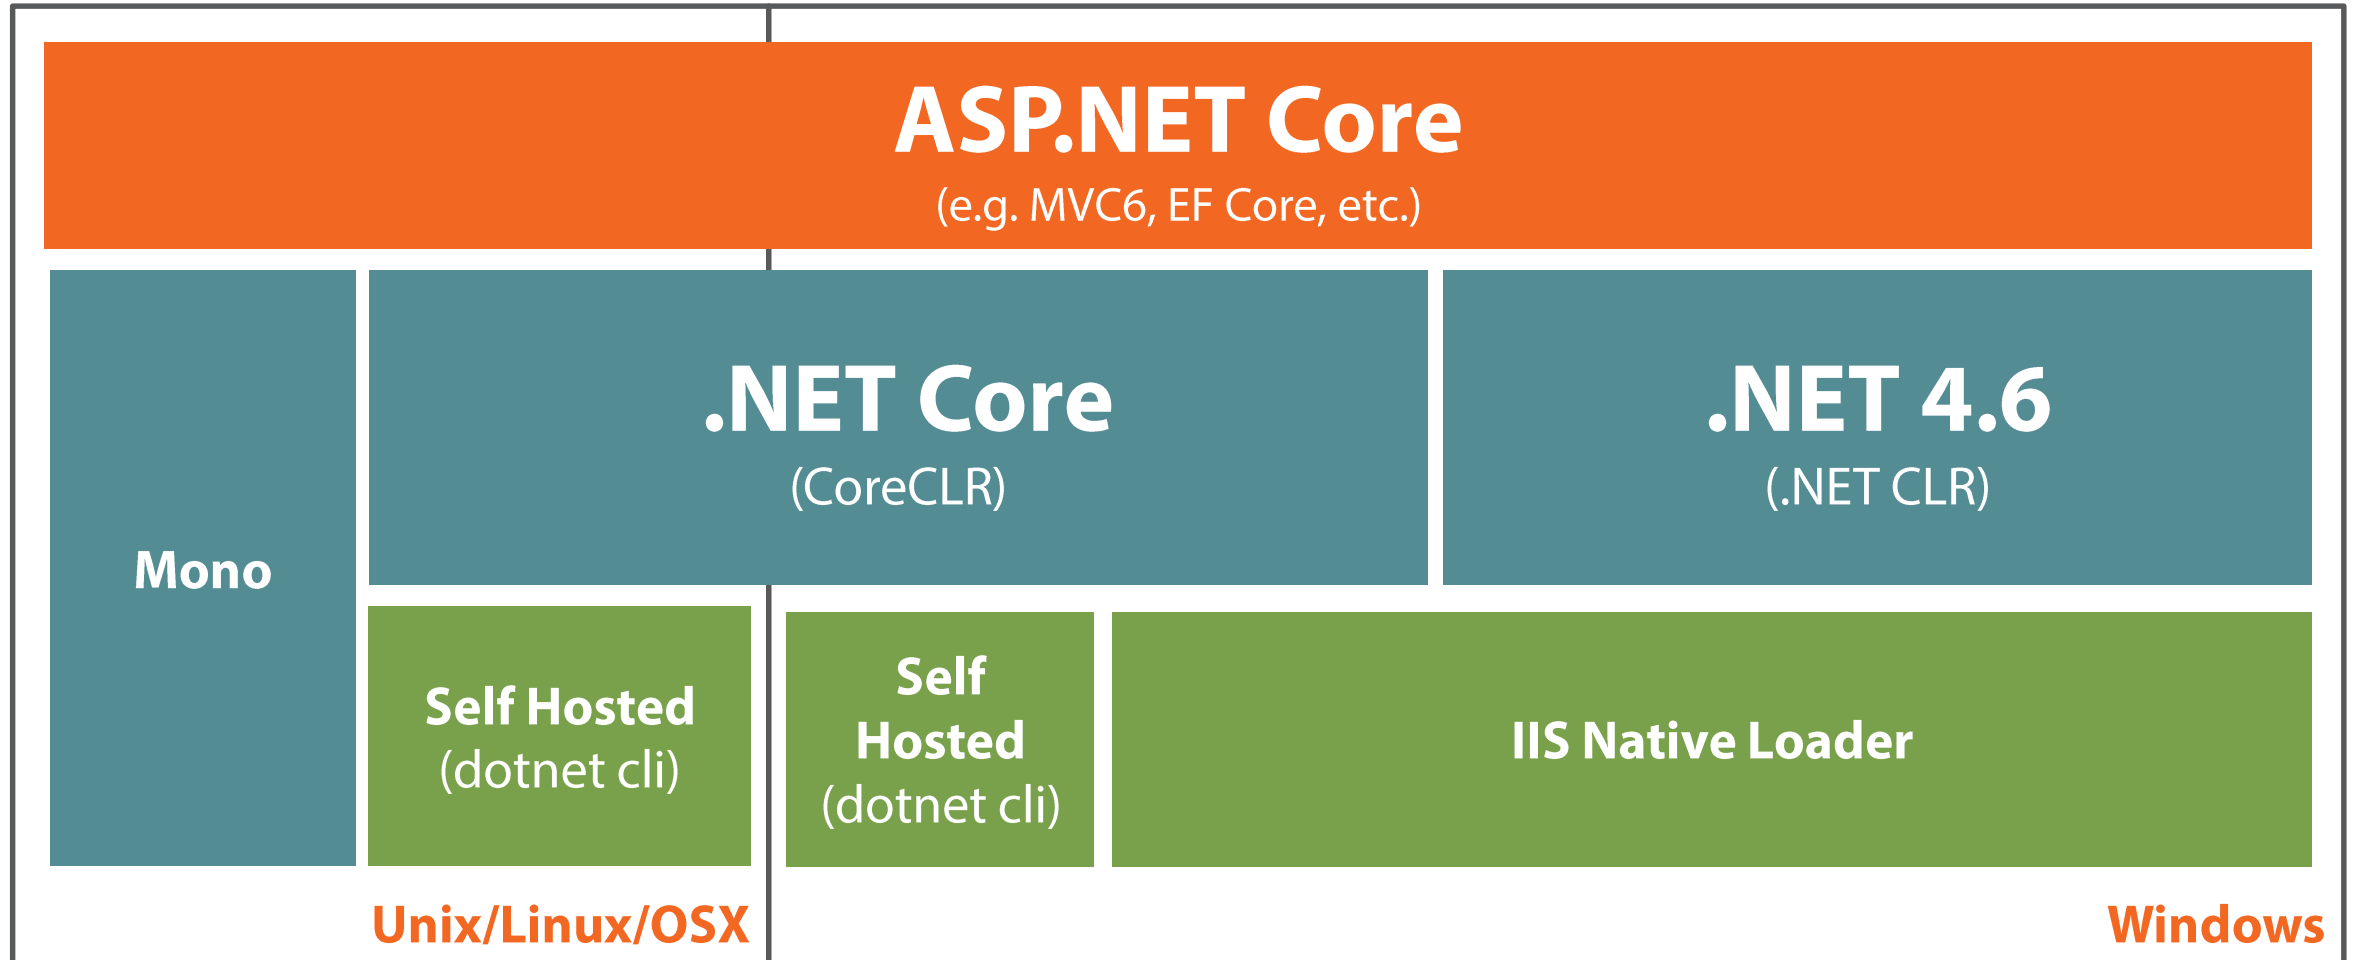 ASP.NET Core
(e.g. MVC6, EF Core, etc.)
.NET Core
(CoreCLR)
.NET 4.6
(.NET CLR)
Mono
Self Hosted
(dotnet cli)
Self
Hosted
(dotnet cli)
IIS Native Loader
Unix/Linux/OSX
Windows